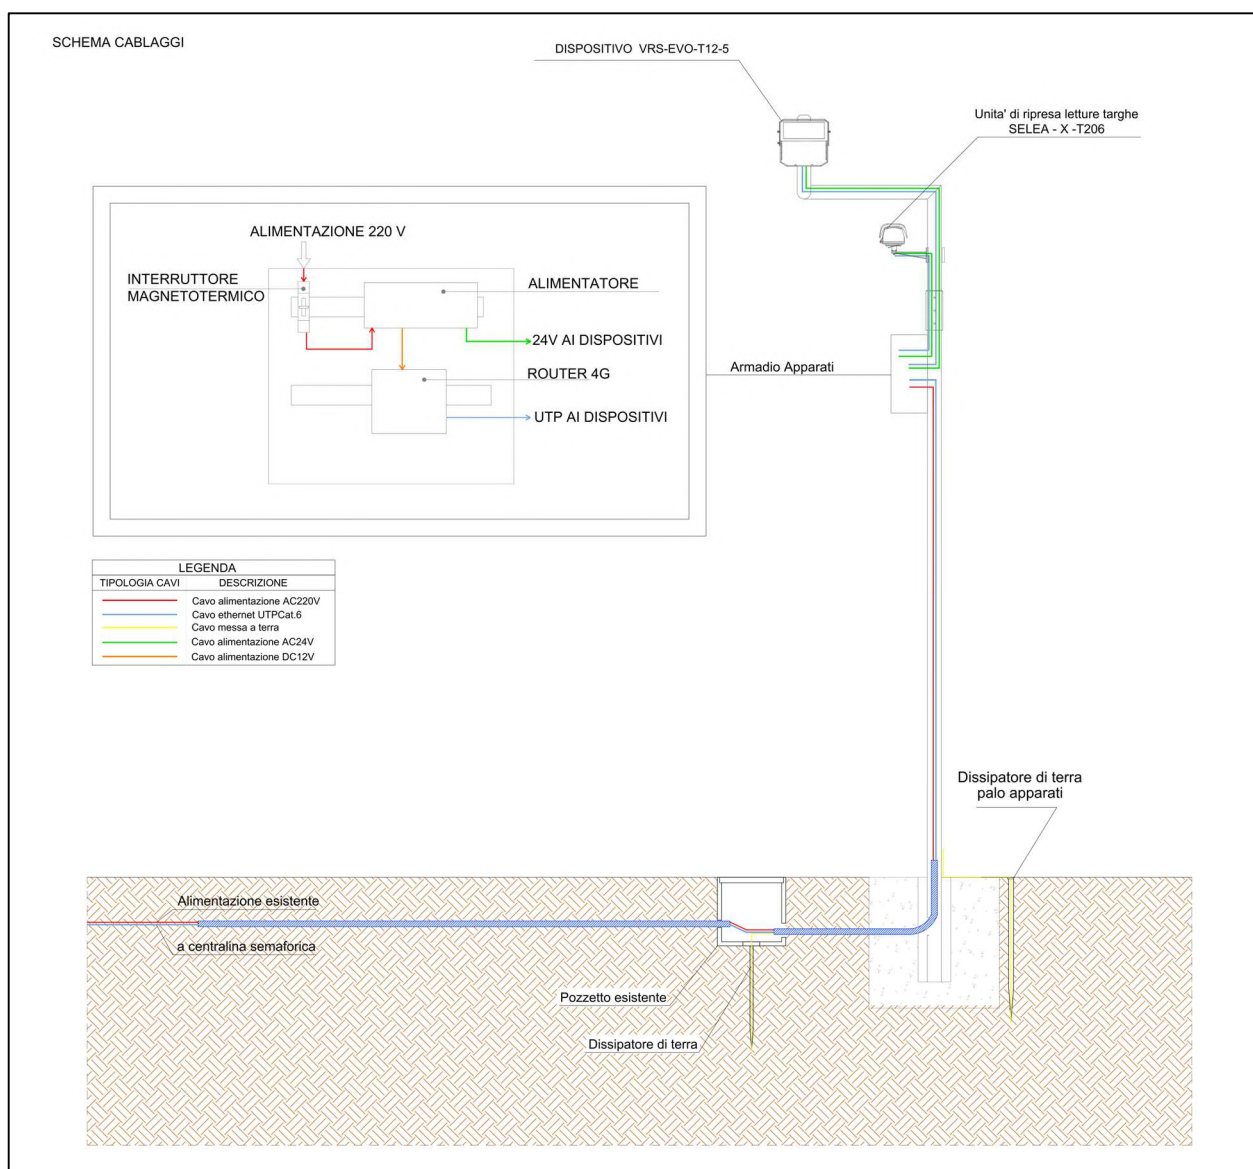 SCHEMA CABLAGGI
DISPOSITIVO VRS-EVO-T12-5
Unita' di ripresa letture targhe
SELEA - X -T206
ALIMENTAZIONE 220 V
INTERRUTTORE
MAGNETOTERMICO
ALIMENTATORE
24V AI DISPOSITIVI
ROUTER 4G
UTP AI DISPOSITIVI
Armadio Apparati
LEGENDA
TIPOLOGIA CAVI DESCRIZIONE
Cavo alimentazione AC220V
Cavo ethernet UTPCat.6
Cavo messa a terra
Cavo alimentazione AC24V
Cavo alimentazione DC12V
Dissipatore di terra
palo apparati
Alimentazione esistente
a centralina semaforica
Pozzetto esistente
Dissipatore di terra